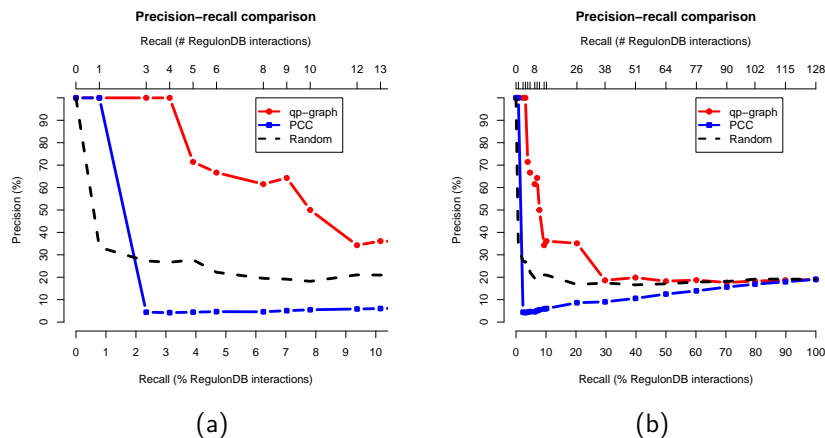 Precision−recall comparison
Recall (# RegulonDB interactions)
0 1 3 4 5 6 8 9 10 12 13
Precision (%)
0 10 20 30 40 50 60 70 80 90
qp−graph
PCC
Random
0 1 2 3 4 5 6 7 8 9 10
Recall (% RegulonDB interactions)
(a)
Precision−recall comparison
Recall (# RegulonDB interactions)
0 8 26 38 51 64 77 90 102 115 128
Precision (%)
0 10 20 30 40 50 60 70 80 90
qp−graph
PCC
Random
0 10 20 30 40 50 60 70 80 90 100
Recall (% RegulonDB interactions)
(b)